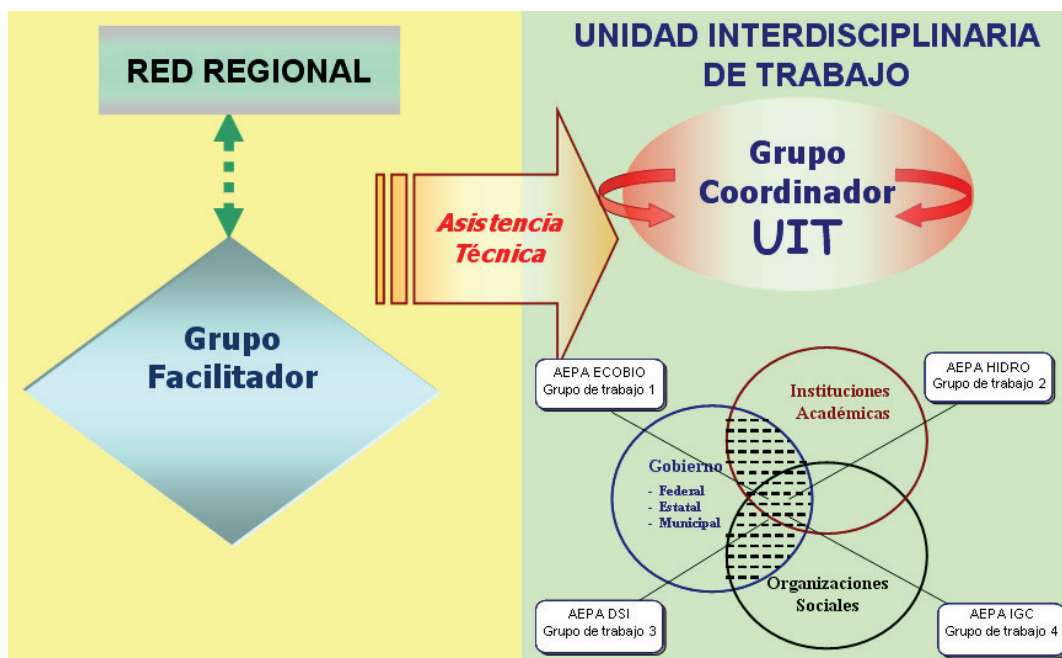 RED REGIONAL
Grupo
Facilitador
Asistencia
Técnica
UNIDAD INTERDISCIPLINARIA
DE TRABAJO
Grupo
Coordinador
UIT
AEPA ECOBIO
Grupo de trabajo 1
AEPA HIDRO
Grupo de trabajo 2
Instituciones
Académicas
Gobierno
- Federal
- Estatal
- Municipal
Organizaciones
Sociales
AEPA DSI
Grupo de trabajo 3
AEPA IGC
Grupo de trabajo 4